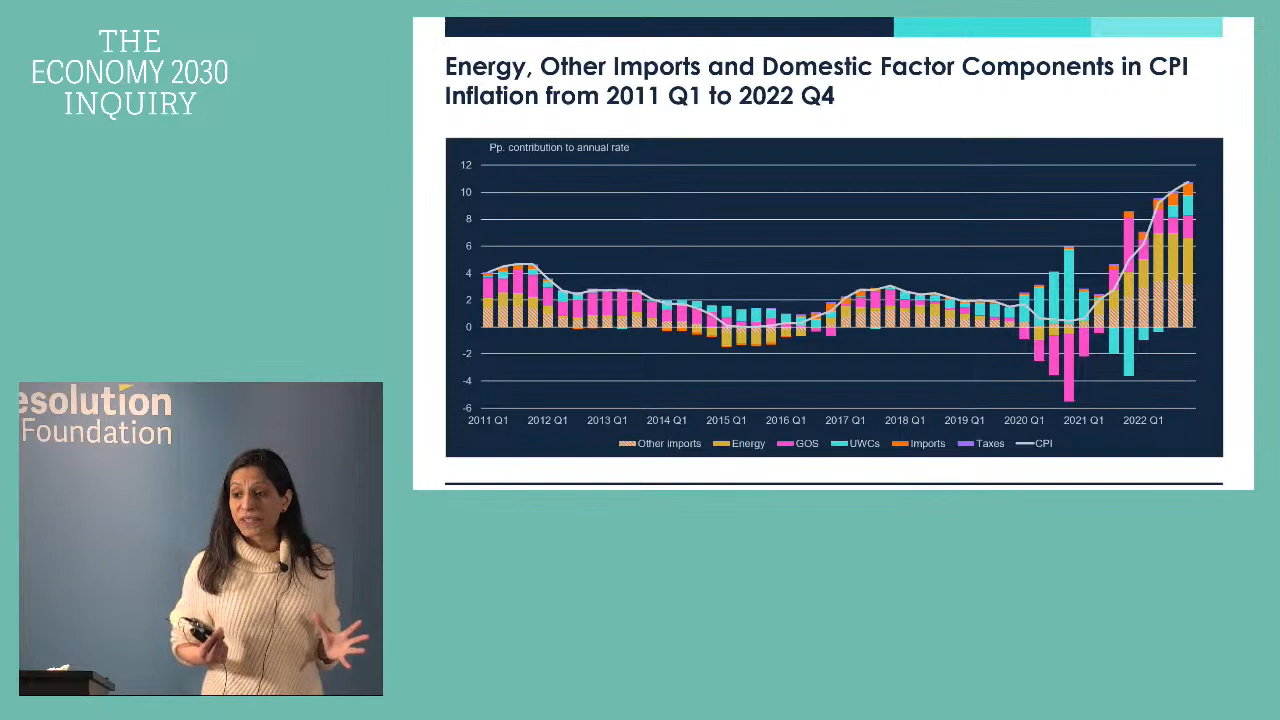 THE
ECONOMY 2030
INQUIRY
Energy, Other Imports and Domestic Factor Components in CPI
Inflation from 2011 Q1 to 2022 Q4
Pp. contribution to annual rate
12
10
8
6
4
2
0
-2
-4
-6
2011 Q1 2012 Q1 2013 Q1 2014 Q1 2015 Q1 2016 Q1 2017 Q1 2018 Q1 2019 Q1 2020 Q1 2021 Q1 2022 Q1
Other imports Energy GOS UWCs Imports Taxes CPI
esolution
Foundation